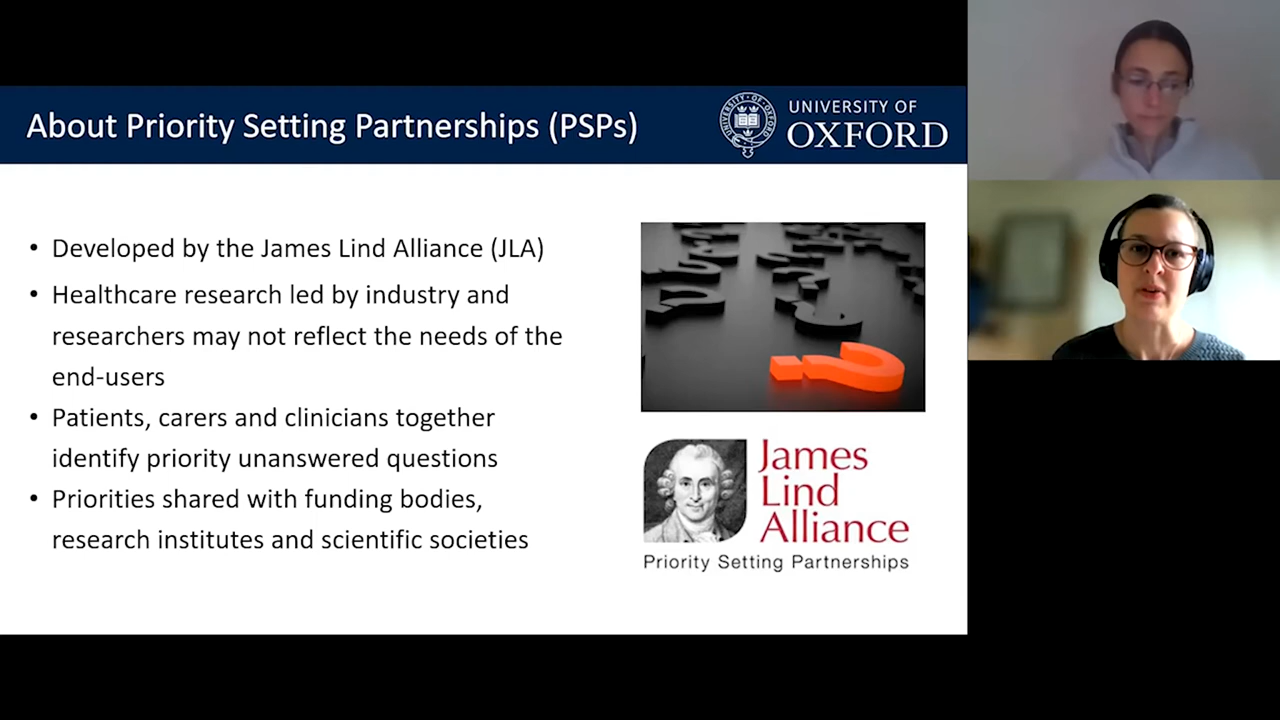 About Priority Setting Partnerships (PSPs)
UNIVERSITY OF
OXFORD
• Developed by the James Lind Alliance (JLA)
• Healthcare research led by industry and
researchers may not reflect the needs of the
end-users
• Patients, carers and clinicians together
identify priority unanswered questions
• Priorities shared with funding bodies,
research institutes and scientific societies
James
Lind
Alliance
Priority Setting Partnerships